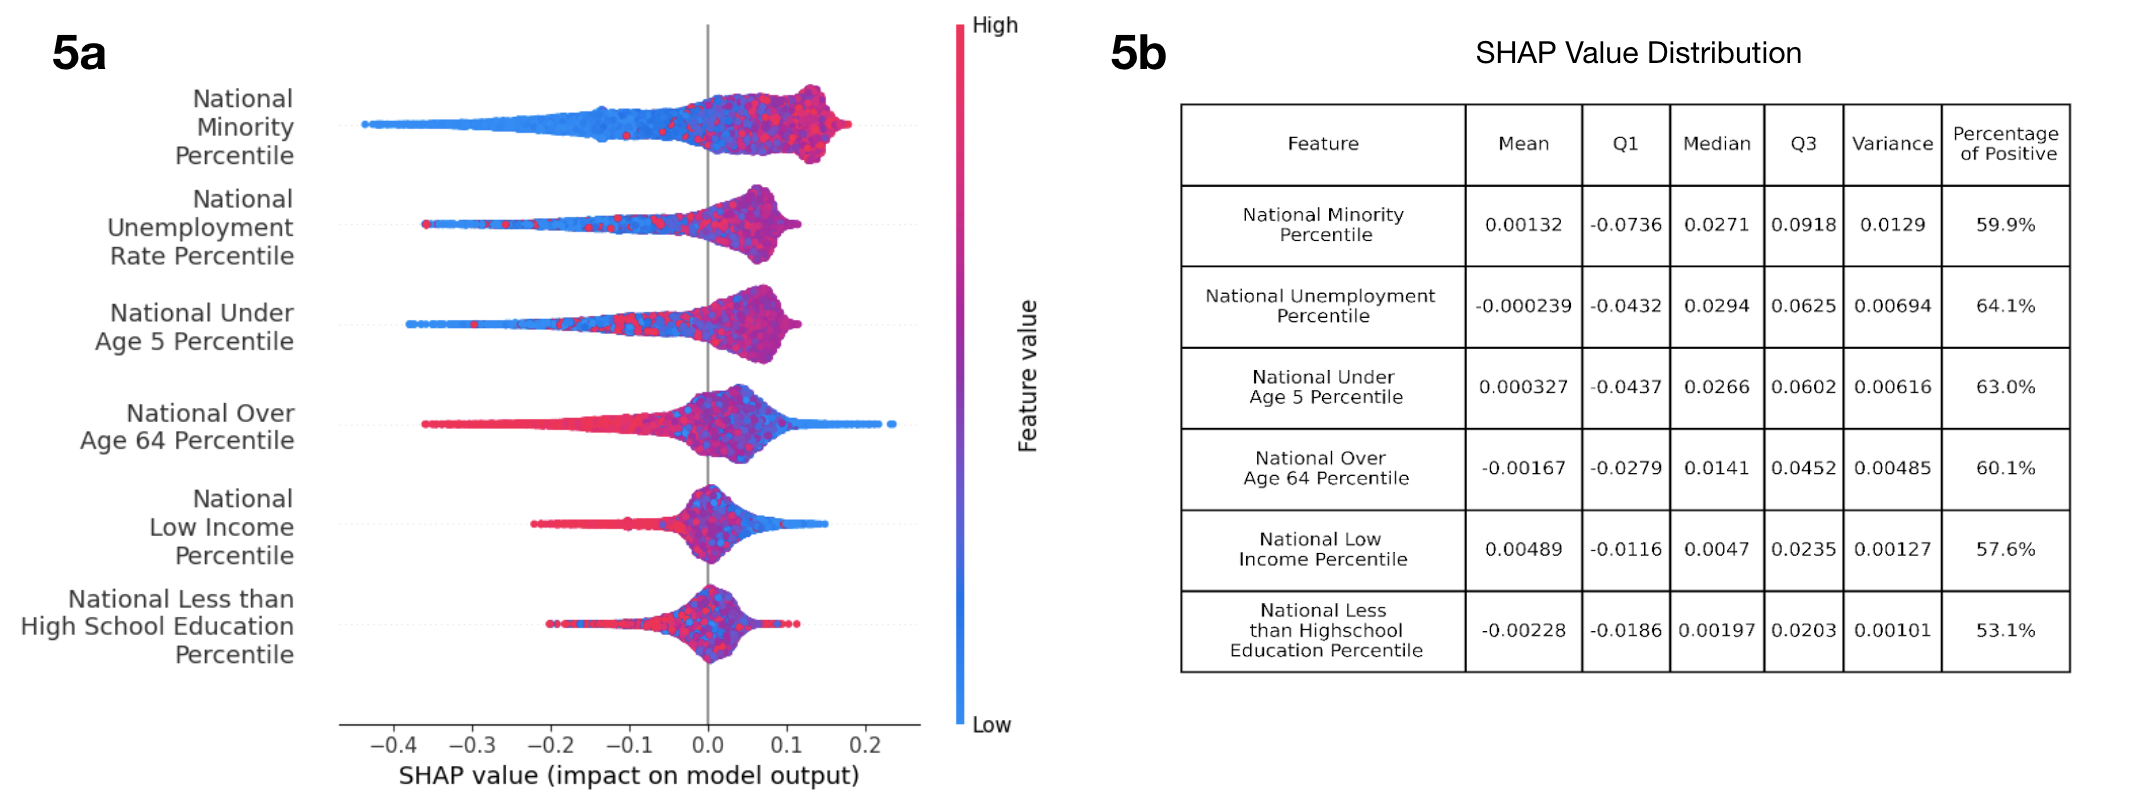 5a
High
National
Minority
Percentile
National
Unemployment
Rate Percentile
National Under
Age 5 Percentile
National Over
Age 64 Percentile
National
Low Income
Percentile
National Less than
High School Education
Percentile
−0.4 −0.3 −0.2 −0.1 0.0 0.1 0.2
SHAP value (impact on model output)
Feature value
Low
5b
SHAP Value Distribution
Feature Mean Q1 Median Q3 Variance Percentage
of Positive
National Minority
Percentile 0.00132 -0.0736 0.0271 0.0918 0.0129 59.9%
National Unemployment
Percentile -0.000239 -0.0432 0.0294 0.0625 0.00694 64.1%
National Under
Age 5 Percentile 0.000327 -0.0437 0.0266 0.0602 0.00616 63.0%
National Over
Age 64 Percentile -0.00167 -0.0279 0.0141 0.0452 0.00485 60.1%
National Low
Income Percentile 0.00489 -0.0116 0.0047 0.0235 0.00127 57.6%
National Less
than Highschool
Education Percentile -0.00228 -0.0186 0.00197 0.0203 0.00101 53.1%